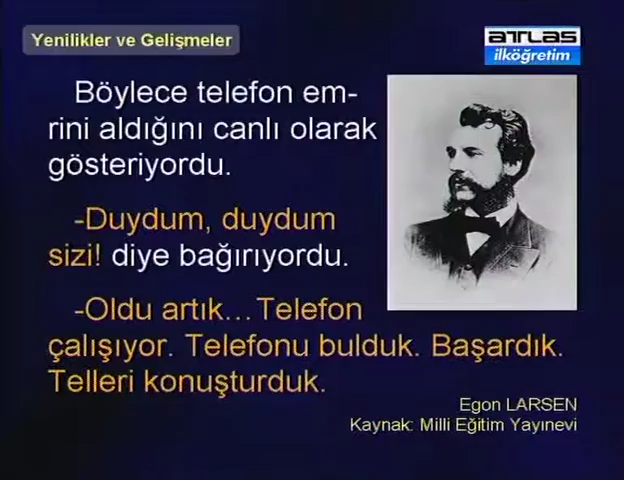 Yenilikler ve Gelişmeler
ATLAS
ilköğretim
Böylece telefon em-
rini aldığını canlı olarak
gösteriyordu.
-Duydum, duydum
sizi! diye bağırıyordu.
-Oldu artık... Telefon
çalışıyor. Telefonu bulduk. Başardık.
Telleri konuşturduk.
Egon LARSEN
Kaynak: Milli Eğitim Yayınevi